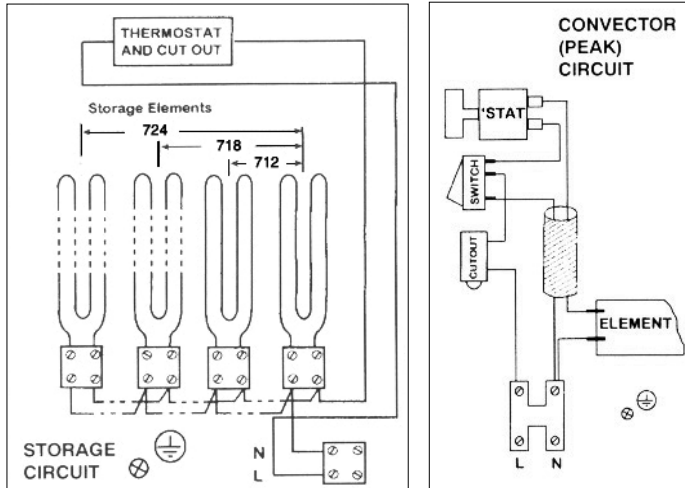 THERMOSTAT
AND CUT OUT
Storage Elements
724
718
712
N
L
STORAGE
CIRCUIT
CONVECTOR
(PEAK)
CIRCUIT
'STAT
SWITCH
CUTOUT
ELEMENT
L N